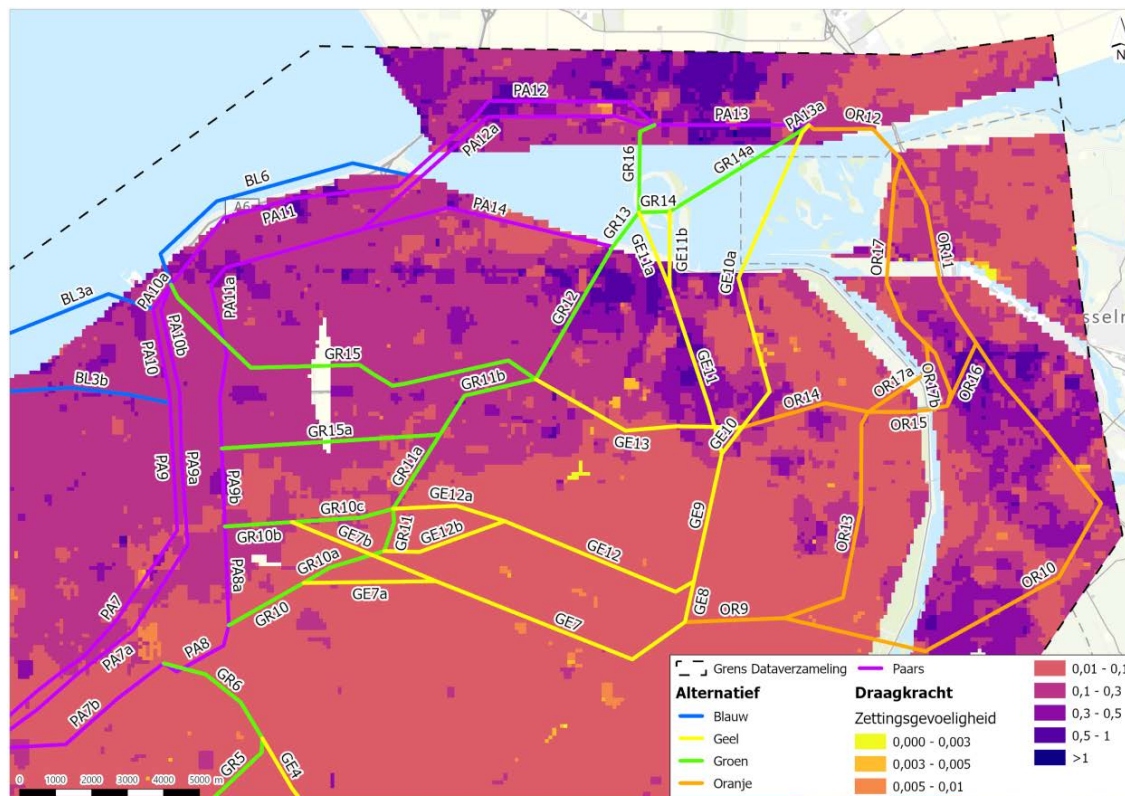 N
PA12
PA12a
PA13
PA13a
OR12
GR16
GR14a
BL6
A6
PA11
PA14
GR13
GR14
GE11a
GE11b
GE10a
OR17
OR11
BL3a
PA10a
PA11a
PA10
PA10b
GR12
sselm
BL3b
GR15
GR11b
GE11
OR17a
OR17b
OR16
OR14
OR15
GE13
GE10
GR15a
PA9
PA9a
PA9b
GR11a
GE9
GR10c
GE12a
GR10b
GE7b
GR11
GE12b
GR10a
GE12
OR13
PA8a
PA7
GR10
GE7a
GE8
OR9
OR10
PA7a
PA8
GE7
GR6
PA7b
GR5
GE4
0 1000 2000 3000 4000 5000 m
Grens Dataverzameling
Alternatief
Blauw
Geel
Groen
Oranje
Paars
Draagkracht
Zettingsgevoeligheid
0,000 - 0,003
0,003 - 0,005
0,005 - 0,01
0,01 - 0,1
0,1 - 0,3
0,3 - 0,5
0,5 - 1
>1